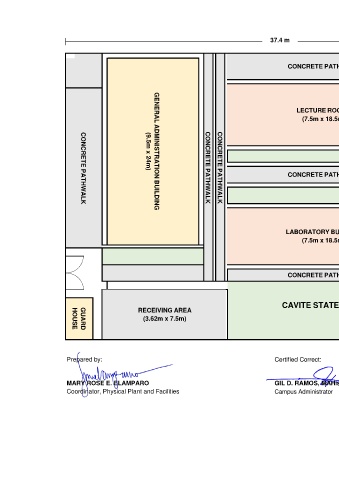 37.4 m
CONCRETE PATH
GENERAL ADMINISTRATION BUILDING
(9.5m x 24m)
CONCRETE PATHWALK
CONCRETE PATHWALK
CONCRETE PATHWALK
LECTURE ROO
(7.5m x 18.5
CONCRETE PATH
LABORATORY BU
(7.5m x 18.5
CONCRETE PATH
GUARD
HOUSE
RECEIVING AREA
(3.62m x 7.5m)
CAVITE STATE
Prepared by:
MARY ROSE E. ELAMPARO
Coordinator, Physical Plant and Facilities
Certified Correct:
GIL D. RAMOS,
Campus Administrator